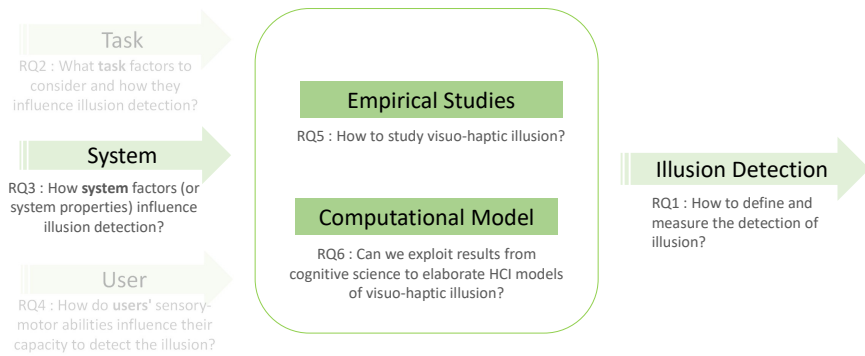 Task
RQ2 : What task factors to
consider and how they
influence illusion detection?
System
RQ3 : How system factors (or
system properties) influence
illusion detection?
User
RQ4 : How do users' sensory-
motor abilities influence their
capacity to detect the illusion?
Empirical Studies
RQ5 : How to study visuo-haptic illusion?
Computational Model
RQ6 : Can we exploit results from
cognitive science to elaborate HCI models
of visuo-haptic illusion?
Illusion Detection
RQ1 : How to define and
measure the detection of
illusion?